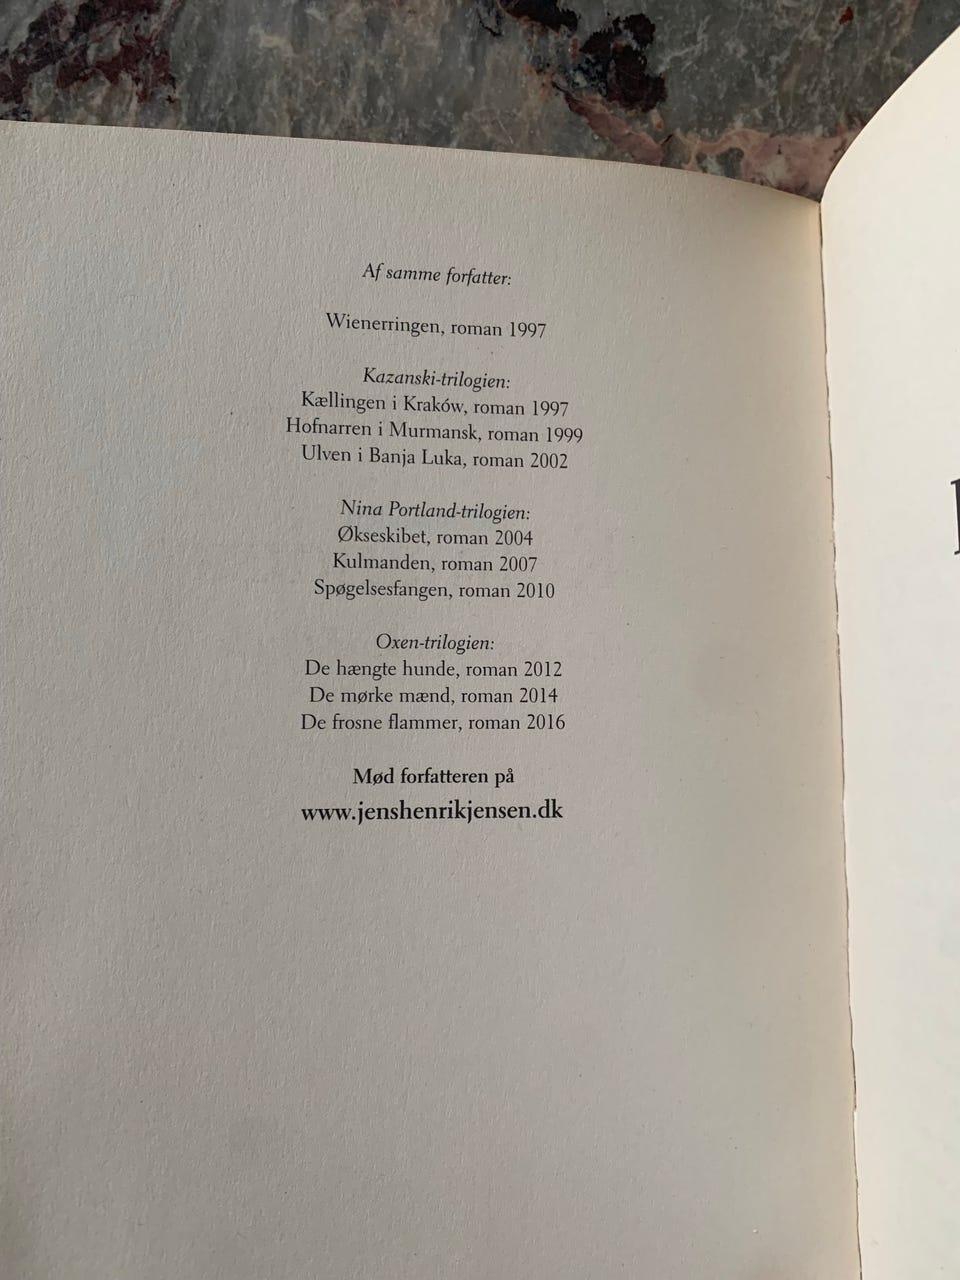 Af samme forfatter:
Wienerringen, roman 1997
Kazanski-trilogien:
Kællingen i Kraków, roman 1997
Hofnarren i Murmansk, roman 1999
Ulven i Banja Luka, roman 2002
Nina Portland-trilogien:
Økseskibet, roman 2004
Kulmanden, roman 2007
Spøgelsesfangen, roman 2010
Oxen-trilogien:
De hængte hunde, roman 2012
De mørke mænd, roman 2014
De frosne flammer, roman 2016
Mød forfatteren på
www.jenshenrikjensen.dk